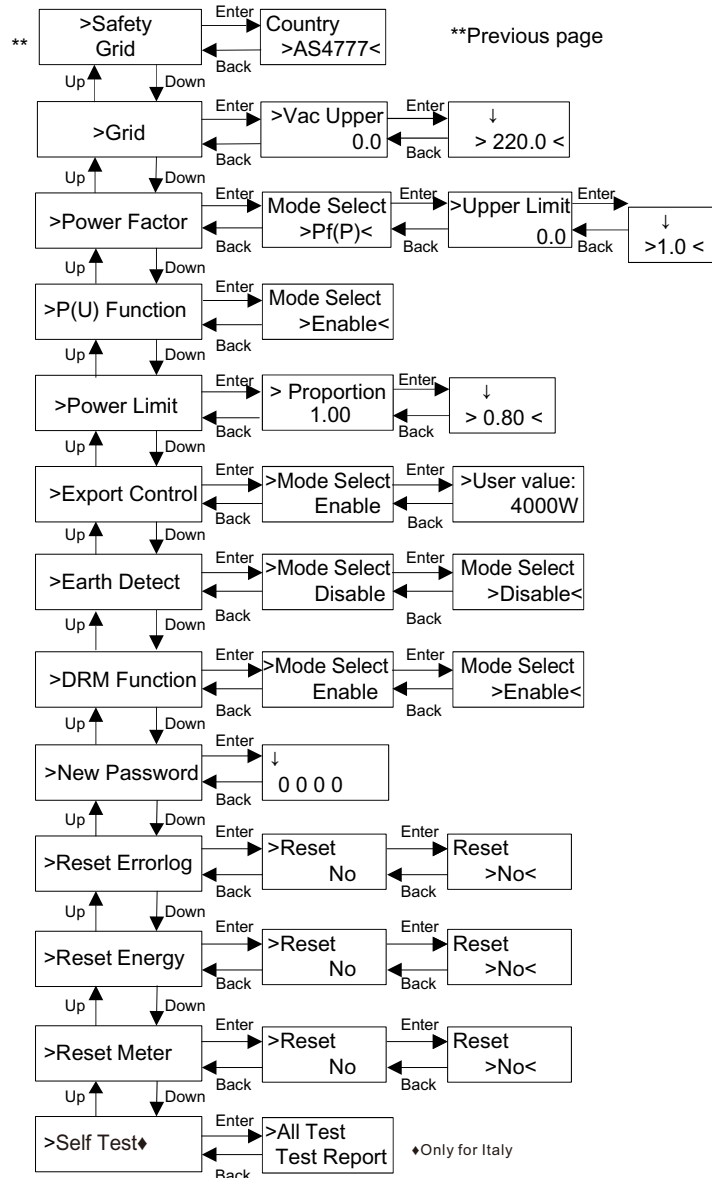 **
>Safety
Grid
Enter
Back
Country
>AS4777<
**Previous page
Up
Down
>Grid
Enter
Back
>Vac Upper
0.0
Enter
Back
↓
> 220.0 <
Up
Down
>Power Factor
Enter
Back
Mode Select
>Pf(P)<
Enter
Back
>Upper Limit
0.0
Enter
Back
↓
>1.0 <
Up
Down
>P(U) Function
Enter
Back
Mode Select
>Enable<
Up
Down
>Power Limit
Enter
Back
> Proportion
1.00
Enter
Back
↓
> 0.80 <
Up
Down
>Export Control
Enter
Back
>Mode Select
Enable
Enter
Back
>User value:
4000W
Up
Down
>Earth Detect
Enter
Back
>Mode Select
Disable
Enter
Back
Mode Select
>Disable<
Up
Down
>DRM Function
Enter
Back
>Mode Select
Enable
Enter
Back
Mode Select
>Enable<
Up
Down
>New Password
Enter
Back
↓
0 0 0 0
Up
Down
>Reset Errorlog
Enter
Back
>Reset
No
Enter
Back
Reset
>No<
Up
Down
>Reset Energy
Enter
Back
>Reset
No
Enter
Back
Reset
>No<
Up
Down
>Reset Meter
Enter
Back
>Reset
No
Enter
Back
Reset
>No<
Up
Down
>Self Test♦
Enter
Back
>All Test
Test Report
♦Only for Italy